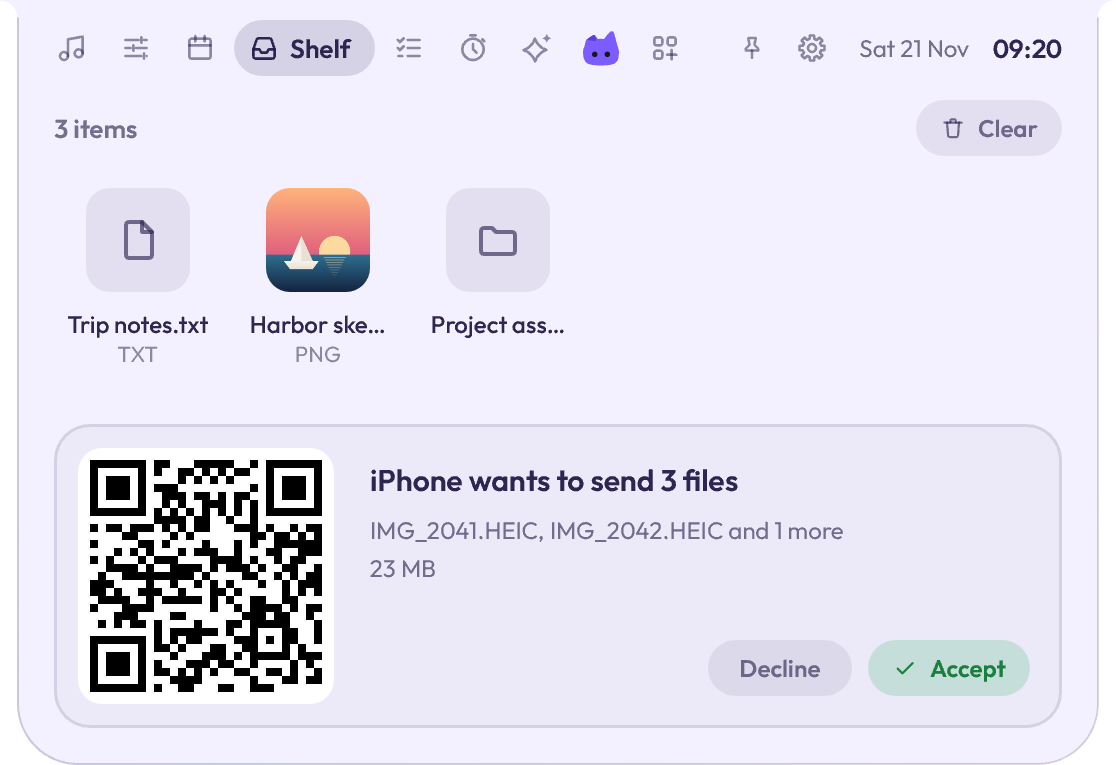 Shelf
Sat 21 Nov
09:20
3 items
Clear
Trip notes.txt
TXT
Harbor ske...
PNG
Project ass...
iPhone wants to send 3 files
IMG_2041.HEIC, IMG_2042.HEIC and 1 more
23 MB
Decline
Accept